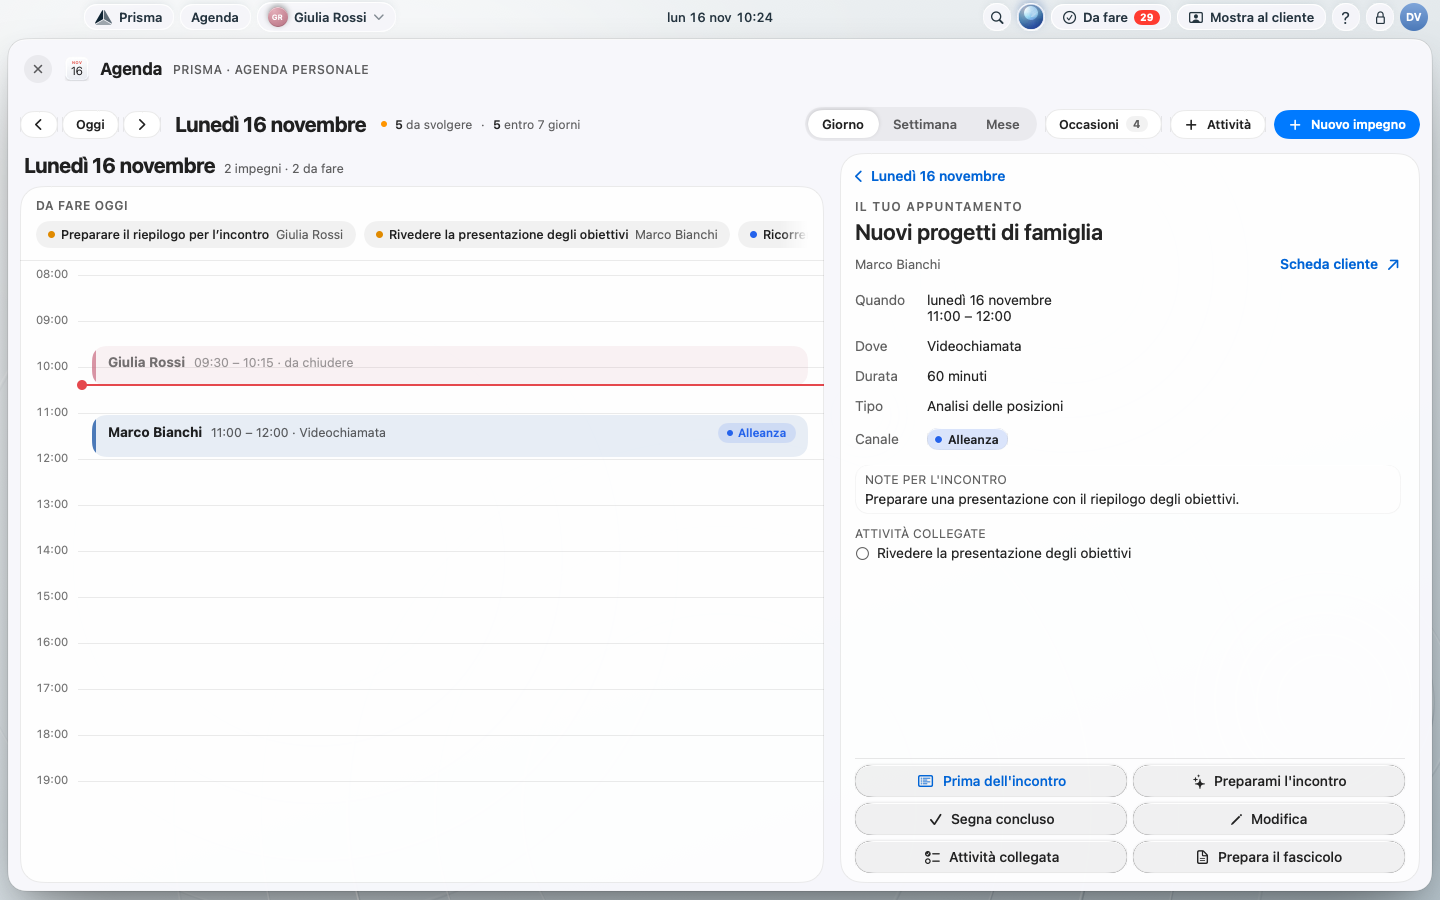 Prisma
Agenda
GR Giulia Rossi
lun 16 nov 10:24
Da fare 29
Mostra al cliente
?
DV
NOV
16
Agenda PRISMA · AGENDA PERSONALE
Oggi
Lunedì 16 novembre
5 da svolgere · 5 entro 7 giorni
Giorno
Settimana
Mese
Occasioni 4
Attività
Nuovo impegno
Lunedì 16 novembre 2 impegni · 2 da fare
DA FARE OGGI
Preparare il riepilogo per l'incontro Giulia Rossi
Rivedere la presentazione degli obiettivi Marco Bianchi
Ricorre
08:00
09:00
10:00
Giulia Rossi 09:30 – 10:15 · da chiudere
11:00
Marco Bianchi 11:00 – 12:00 · Videochiamata
Alleanza
12:00
13:00
14:00
15:00
16:00
17:00
18:00
19:00
Lunedì 16 novembre
IL TUO APPUNTAMENTO
Nuovi progetti di famiglia
Marco Bianchi
Scheda cliente
Quando lunedì 16 novembre
11:00 – 12:00
Dove Videochiamata
Durata 60 minuti
Tipo Analisi delle posizioni
Canale Alleanza
NOTE PER L'INCONTRO
Preparare una presentazione con il riepilogo degli obiettivi.
ATTIVITÀ COLLEGATE
Rivedere la presentazione degli obiettivi
Prima dell'incontro
Preparami l'incontro
Segna concluso
Modifica
Attività collegata
Prepara il fascicolo